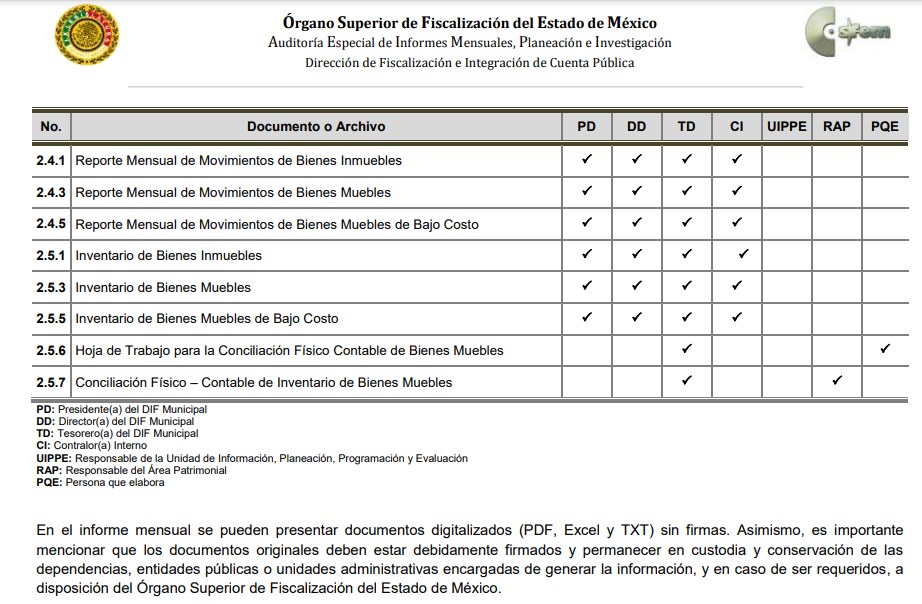 Órgano Superior de Fiscalización del Estado de México
Auditoría Especial de Informes Mensuales, Planeación e Investigación
Dirección de Fiscalización e Integración de Cuenta Pública
osfem
No. Documento o Archivo PD DD TD CI UIPPE RAP PQE
2.4.1 Reporte Mensual de Movimientos de Bienes Inmuebles ✓ ✓ ✓ ✓
2.4.3 Reporte Mensual de Movimientos de Bienes Muebles ✓ ✓ ✓ ✓
2.4.5 Reporte Mensual de Movimientos de Bienes Muebles de Bajo Costo ✓ ✓ ✓ ✓
2.5.1 Inventario de Bienes Inmuebles ✓ ✓ ✓ ✓
2.5.3 Inventario de Bienes Muebles ✓ ✓ ✓ ✓
2.5.5 Inventario de Bienes Muebles de Bajo Costo ✓ ✓ ✓ ✓
2.5.6 Hoja de Trabajo para la Conciliación Físico Contable de Bienes Muebles ✓ ✓
2.5.7 Conciliación Físico – Contable de Inventario de Bienes Muebles ✓ ✓
PD: Presidente(a) del DIF Municipal
DD: Director(a) del DIF Municipal
TD: Tesorero(a) del DIF Municipal
CI: Contralor(a) Interno
UIPPE: Responsable de la Unidad de Información, Planeación, Programación y Evaluación
RAP: Responsable del Área Patrimonial
PQE: Persona que elabora
En el informe mensual se pueden presentar documentos digitalizados (PDF, Excel y TXT) sin firmas. Asimismo, es importante
mencionar que los documentos originales deben estar debidamente firmados y permanecer en custodia y conservación de las
dependencias, entidades públicas o unidades administrativas encargadas de generar la información, y en caso de ser requeridos, a
disposición del Órgano Superior de Fiscalización del Estado de México.